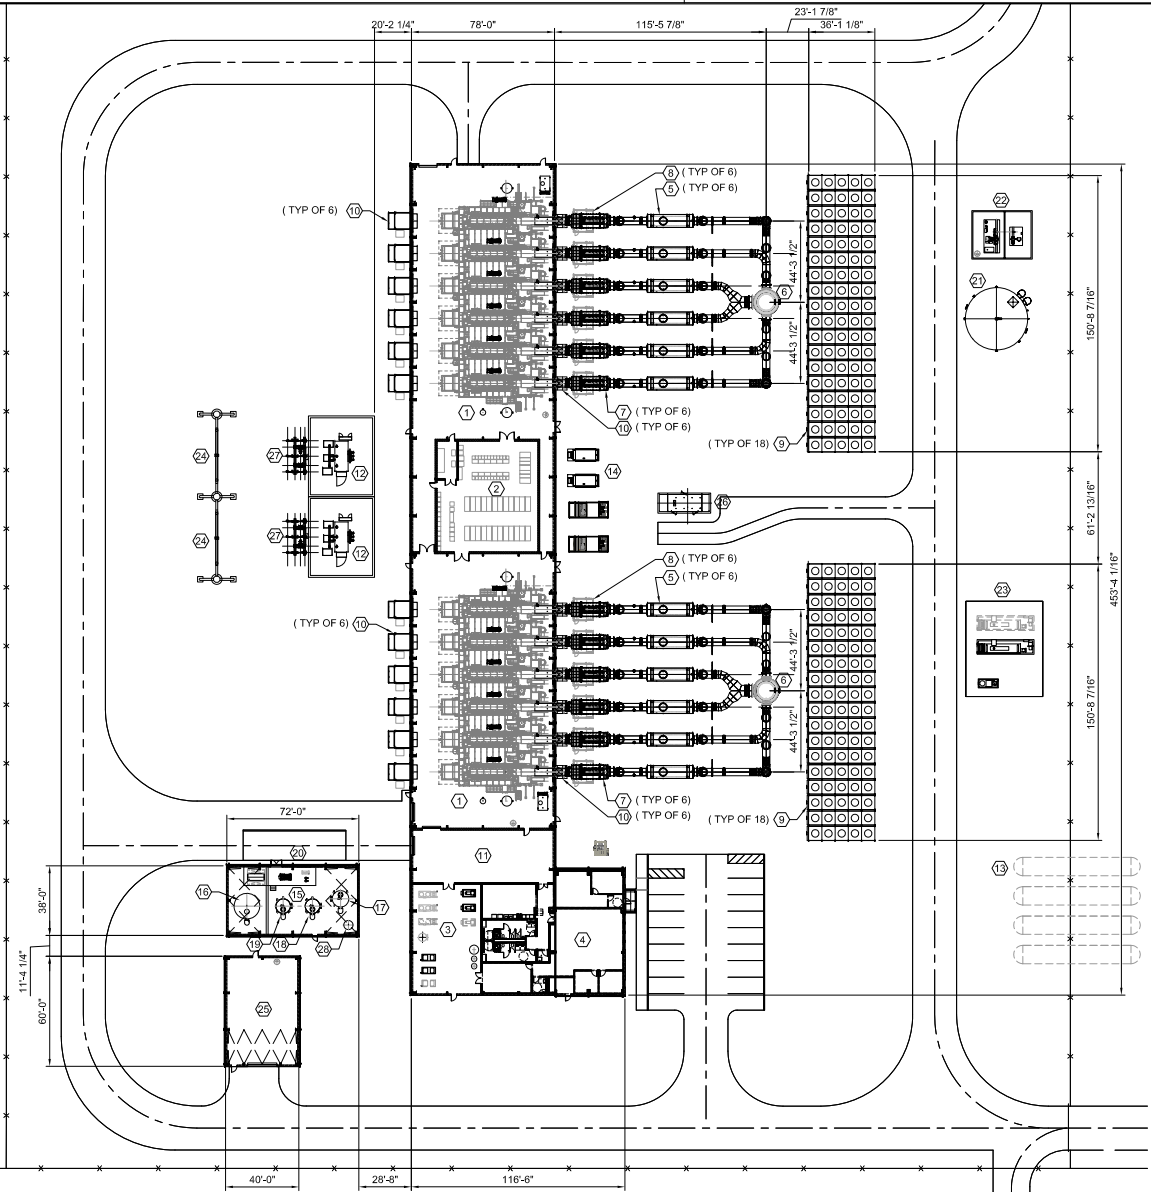 23'-1 7/8"
20'-2 1/4" 78'-0" 115'-5 7/8" 36'-1 1/8"
8 ( TYP OF 6)
5 ( TYP OF 6)
( TYP OF 6) 10
22
44'-3 1/2"
21
6
150'-8 7/16"
44'-3 1/2"
1
7 ( TYP OF 6)
10 ( TYP OF 6)
( TYP OF 18) 9
24 27 12 14
2
26
61'-2 13/16"
24 27 12
8 ( TYP OF 6)
5 ( TYP OF 6)
453'-4 1/16"
23
( TYP OF 6) 10
44'-3 1/2"
6
150'-8 7/16"
44'-3 1/2"
1
7 ( TYP OF 6)
10 ( TYP OF 6)
( TYP OF 18) 9
72'-0"
20
11
13
16 15 17
38'-0"
3
4
19 18 28
11'-4 1/4"
25
60'-0"
40'-0" 28'-8" 116'-6"